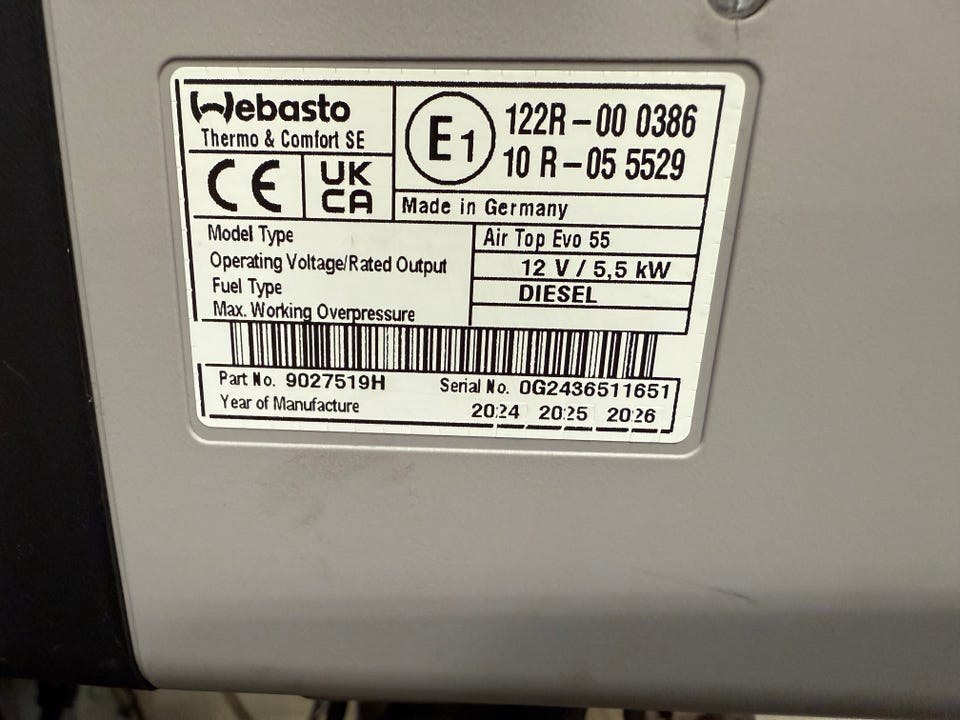 Webasto
Thermo & Comfort SE
CE
UK
CA
E1
122R-00 0386
10 R-05 5529
Made in Germany
Model Type Air Top Evo 55
Operating Voltage/Rated Output 12 V / 5,5 kW
Fuel Type DIESEL
Max. Working Overpressure
Part No. 9027519H Serial No. 0G2436511651
Year of Manufacture 2024 2025 2026